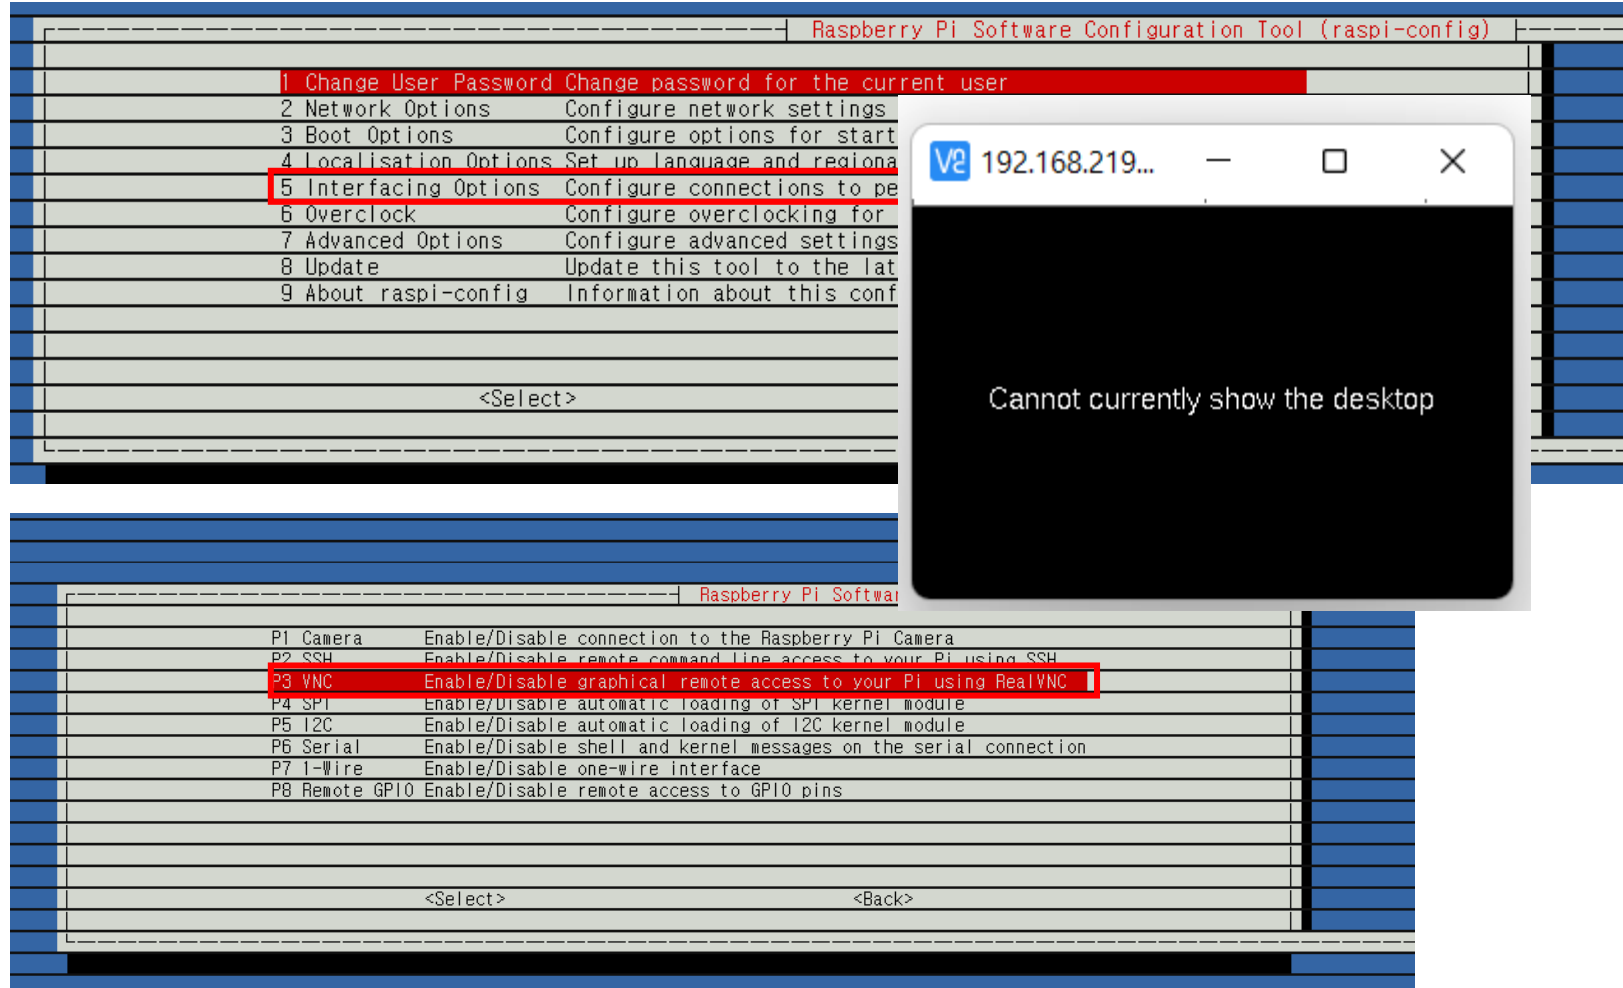 Raspberry Pi Software Configuration Tool (raspi-config)
1 Change User Password Change password for the current user
2 Network Options Configure network settings
3 Boot Options Configure options for start
4 Localisation Options Set up language and regiona
5 Interfacing Options Configure connections to pe
6 Overclock Configure overclocking for
7 Advanced Options Configure advanced settings
8 Update Update this tool to the lat
9 About raspi-config Information about this conf
<Select>
V2 192.168.219...
Cannot currently show the desktop
Raspberry Pi Softwar
P1 Camera Enable/Disable connection to the Raspberry Pi Camera
P2 SSH Enable/Disable remote command line access to your Pi using SSH
P3 VNC Enable/Disable graphical remote access to your Pi using RealVNC
P4 SPI Enable/Disable automatic loading of SPI kernel module
P5 I2C Enable/Disable automatic loading of I2C kernel module
P6 Serial Enable/Disable shell and kernel messages on the serial connection
P7 1-Wire Enable/Disable one-wire interface
P8 Remote GPIO Enable/Disable remote access to GPIO pins
<Select> <Back>